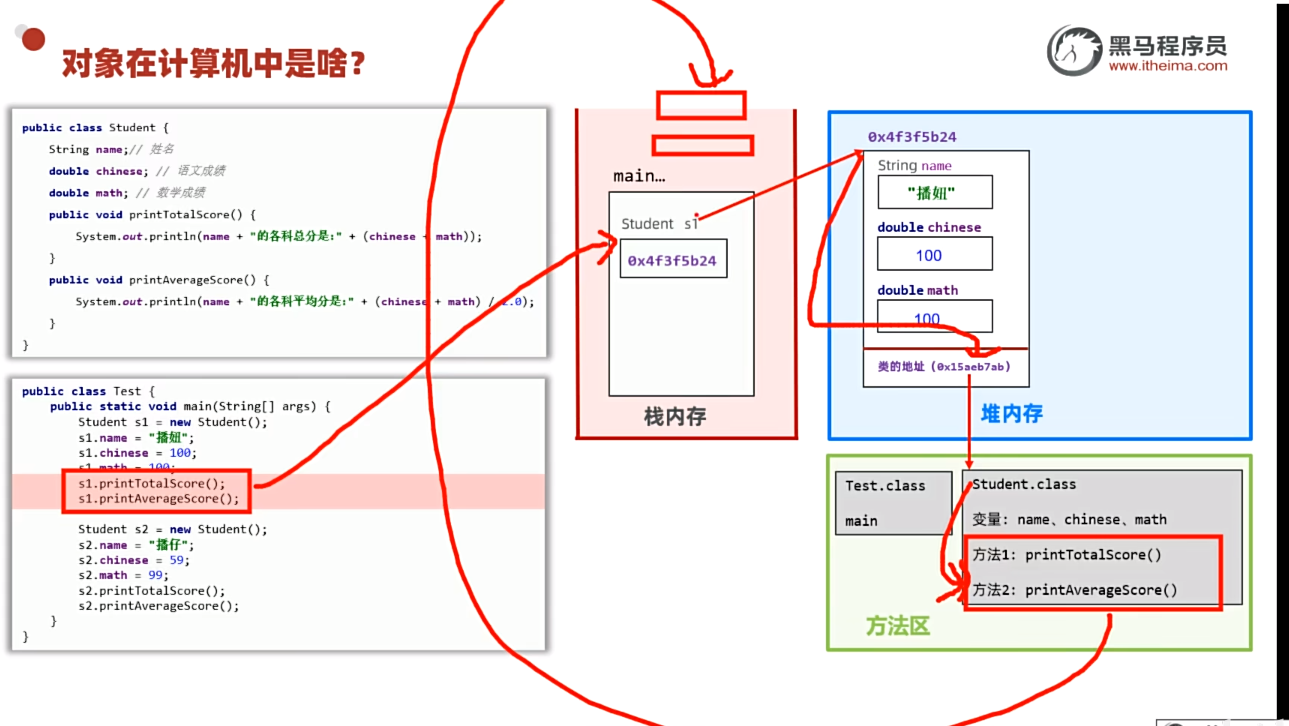 对象在计算机中是啥?
黑马程序员
www.itheima.com
public class Student {
String name;// 姓名
double chinese; // 语文成绩
double math; // 数学成绩
public void printTotalScore() {
System.out.println(name + "的各科总分是:" + (chinese + math));
}
public void printAverageScore() {
System.out.println(name + "的各科平均分是:" + (chinese + math) / 2.0);
}
}
public class Test {
public static void main(String[] args) {
Student s1 = new Student();
s1.name = "播妞";
s1.chinese = 100;
s1.math = 100;
s1.printTotalScore();
s1.printAverageScore();
Student s2 = new Student();
s2.name = "播仔";
s2.chinese = 59;
s2.math = 99;
s2.printTotalScore();
s2.printAverageScore();
}
}
main…
Student s1
0x4f3f5b24
栈内存
0x4f3f5b24
String name
"播妞"
double chinese
100
double math
100
类的地址（0x15aeb7ab）
堆内存
Test.class
main
Student.class
变量: name、chinese、math
方法1: printTotalScore()
方法2: printAverageScore()
方法区